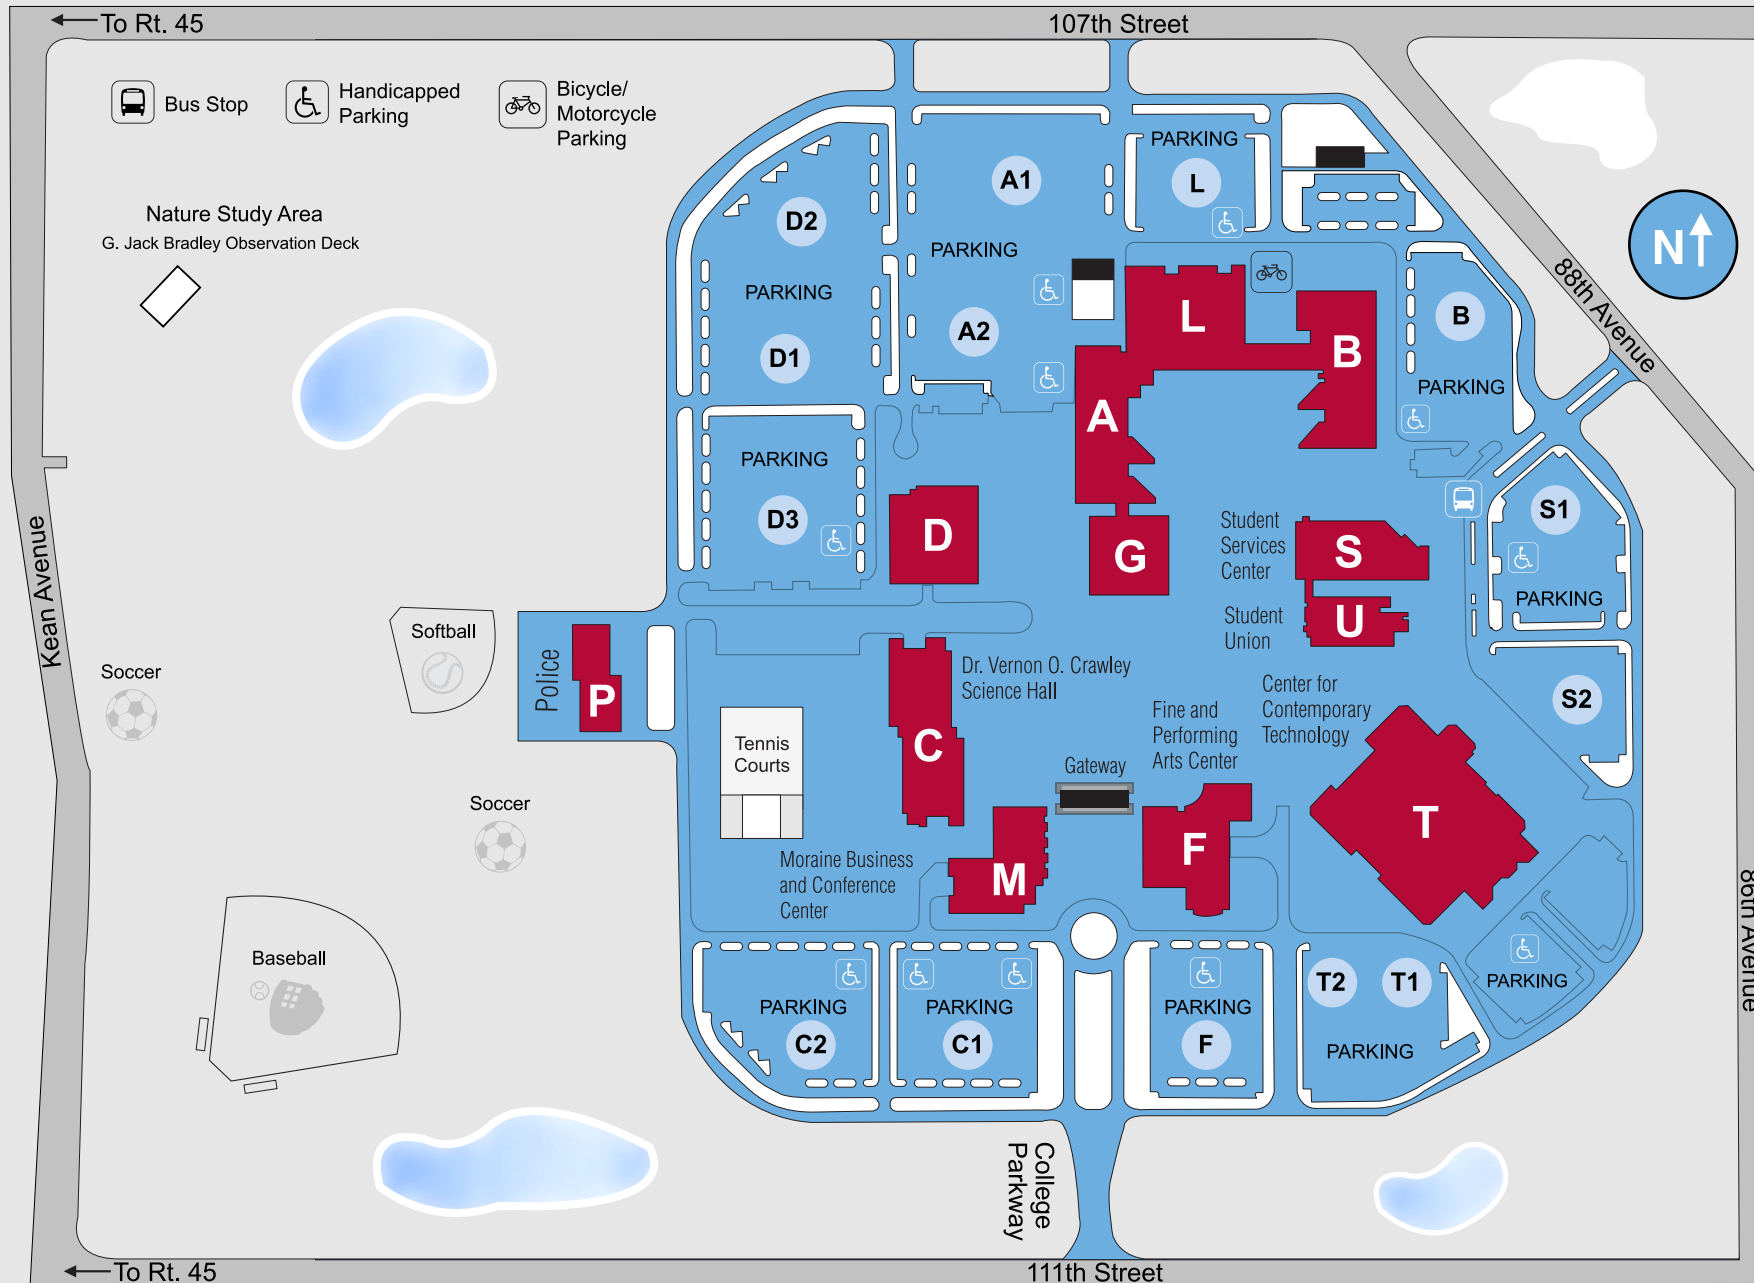 To Rt. 45
107th Street
Bus Stop
Handicapped
Parking
Bicycle/
Motorcycle
Parking
Nature Study Area
G. Jack Bradley Observation Deck
PARKING
L
A1
D2
PARKING
PARKING
A2
D1
N
88th Avenue
B
PARKING
L
B
A
PARKING
D3
D
G
Student
Services
Center
S
S1
PARKING
Student
Union
U
Kean Avenue
Softball
Soccer
Police
P
Dr. Vernon O. Crawley
Science Hall
C
Tennis
Courts
Center for
Contemporary
Technology
Fine and
Performing
Arts Center
Gateway
S2
T
F
M
Moraine Business
and Conference
Center
Soccer
Baseball
86th Avenue
PARKING
C2
PARKING
C1
PARKING
F
T2
T1
PARKING
PARKING
College
Parkway
To Rt. 45
111th Street